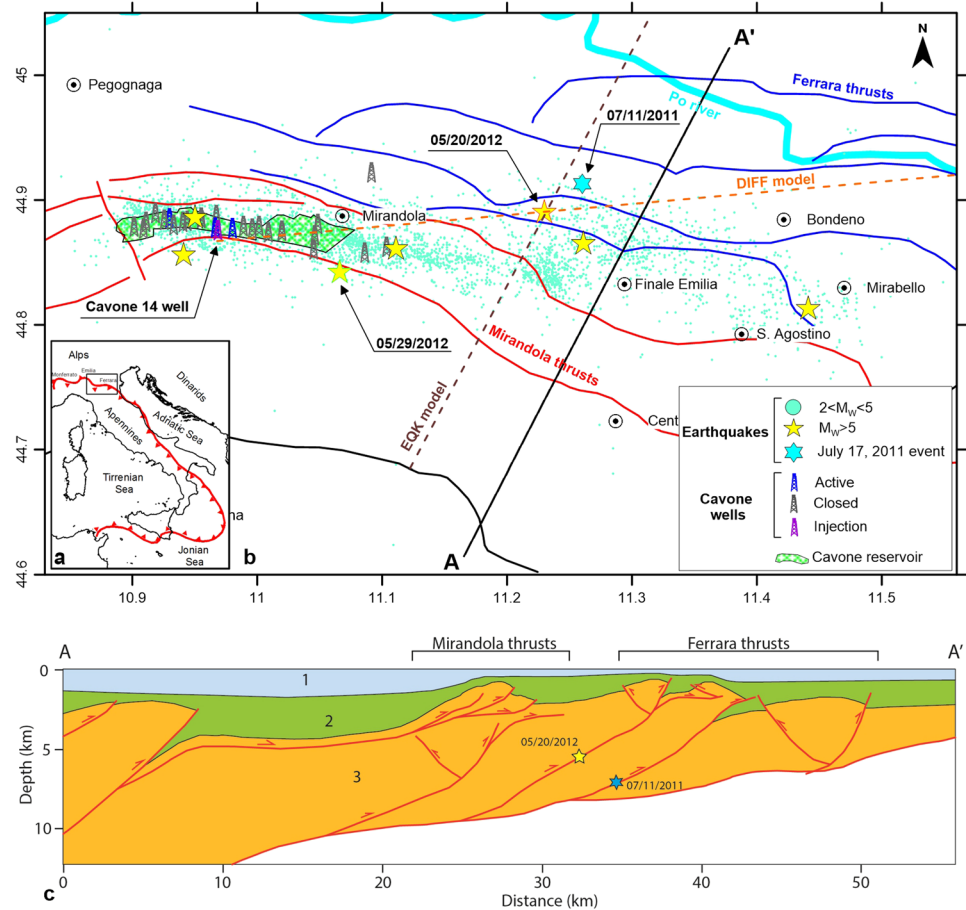 45
44.9
44.8
44.7
44.6
10.9
11
11.1
11.2
11.3
11.4
11.5
N
A'
Pegognaga
Ferrara thrusts
Po river
07/11/2011
05/20/2012
DIFF model
Mirandola
Bondeno
Finale Emilia
Mirabello
Cavone 14 well
S. Agostino
05/29/2012
Mirandola thrusts
EQK model
Cent
A
na
Alps
Monferrato
Emilia
Ferrara
Dinarids
Adriatic Sea
Apennines
Tirrenian
Sea
Jonian
Sea
a
b
Earthquakes
2<MW<5
MW>5
July 17, 2011 event
Cavone
wells
Active
Closed
Injection
Cavone reservoir
A
Mirandola thrusts
Ferrara thrusts
A'
0
5
10
Depth (km)
1
2
3
05/20/2012
07/11/2011
0
10
20
30
40
50
Distance (km)
c